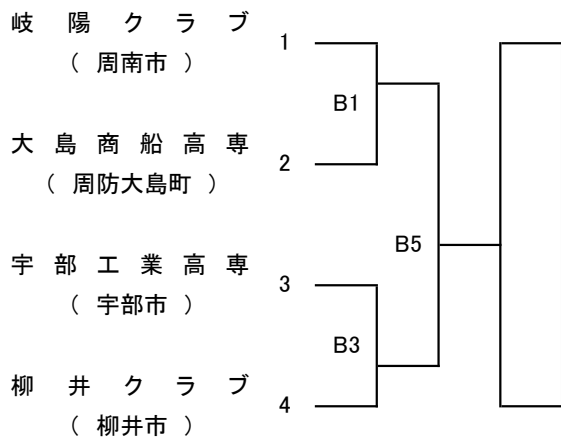 岐陽クラブ 1
（ 周南市 ）
B1
大島商船高専 2
（ 周防大島町 ）
B5
宇部工業高専 3
（ 宇部市 ）
B3
柳井クラブ 4
（ 柳井市 ）